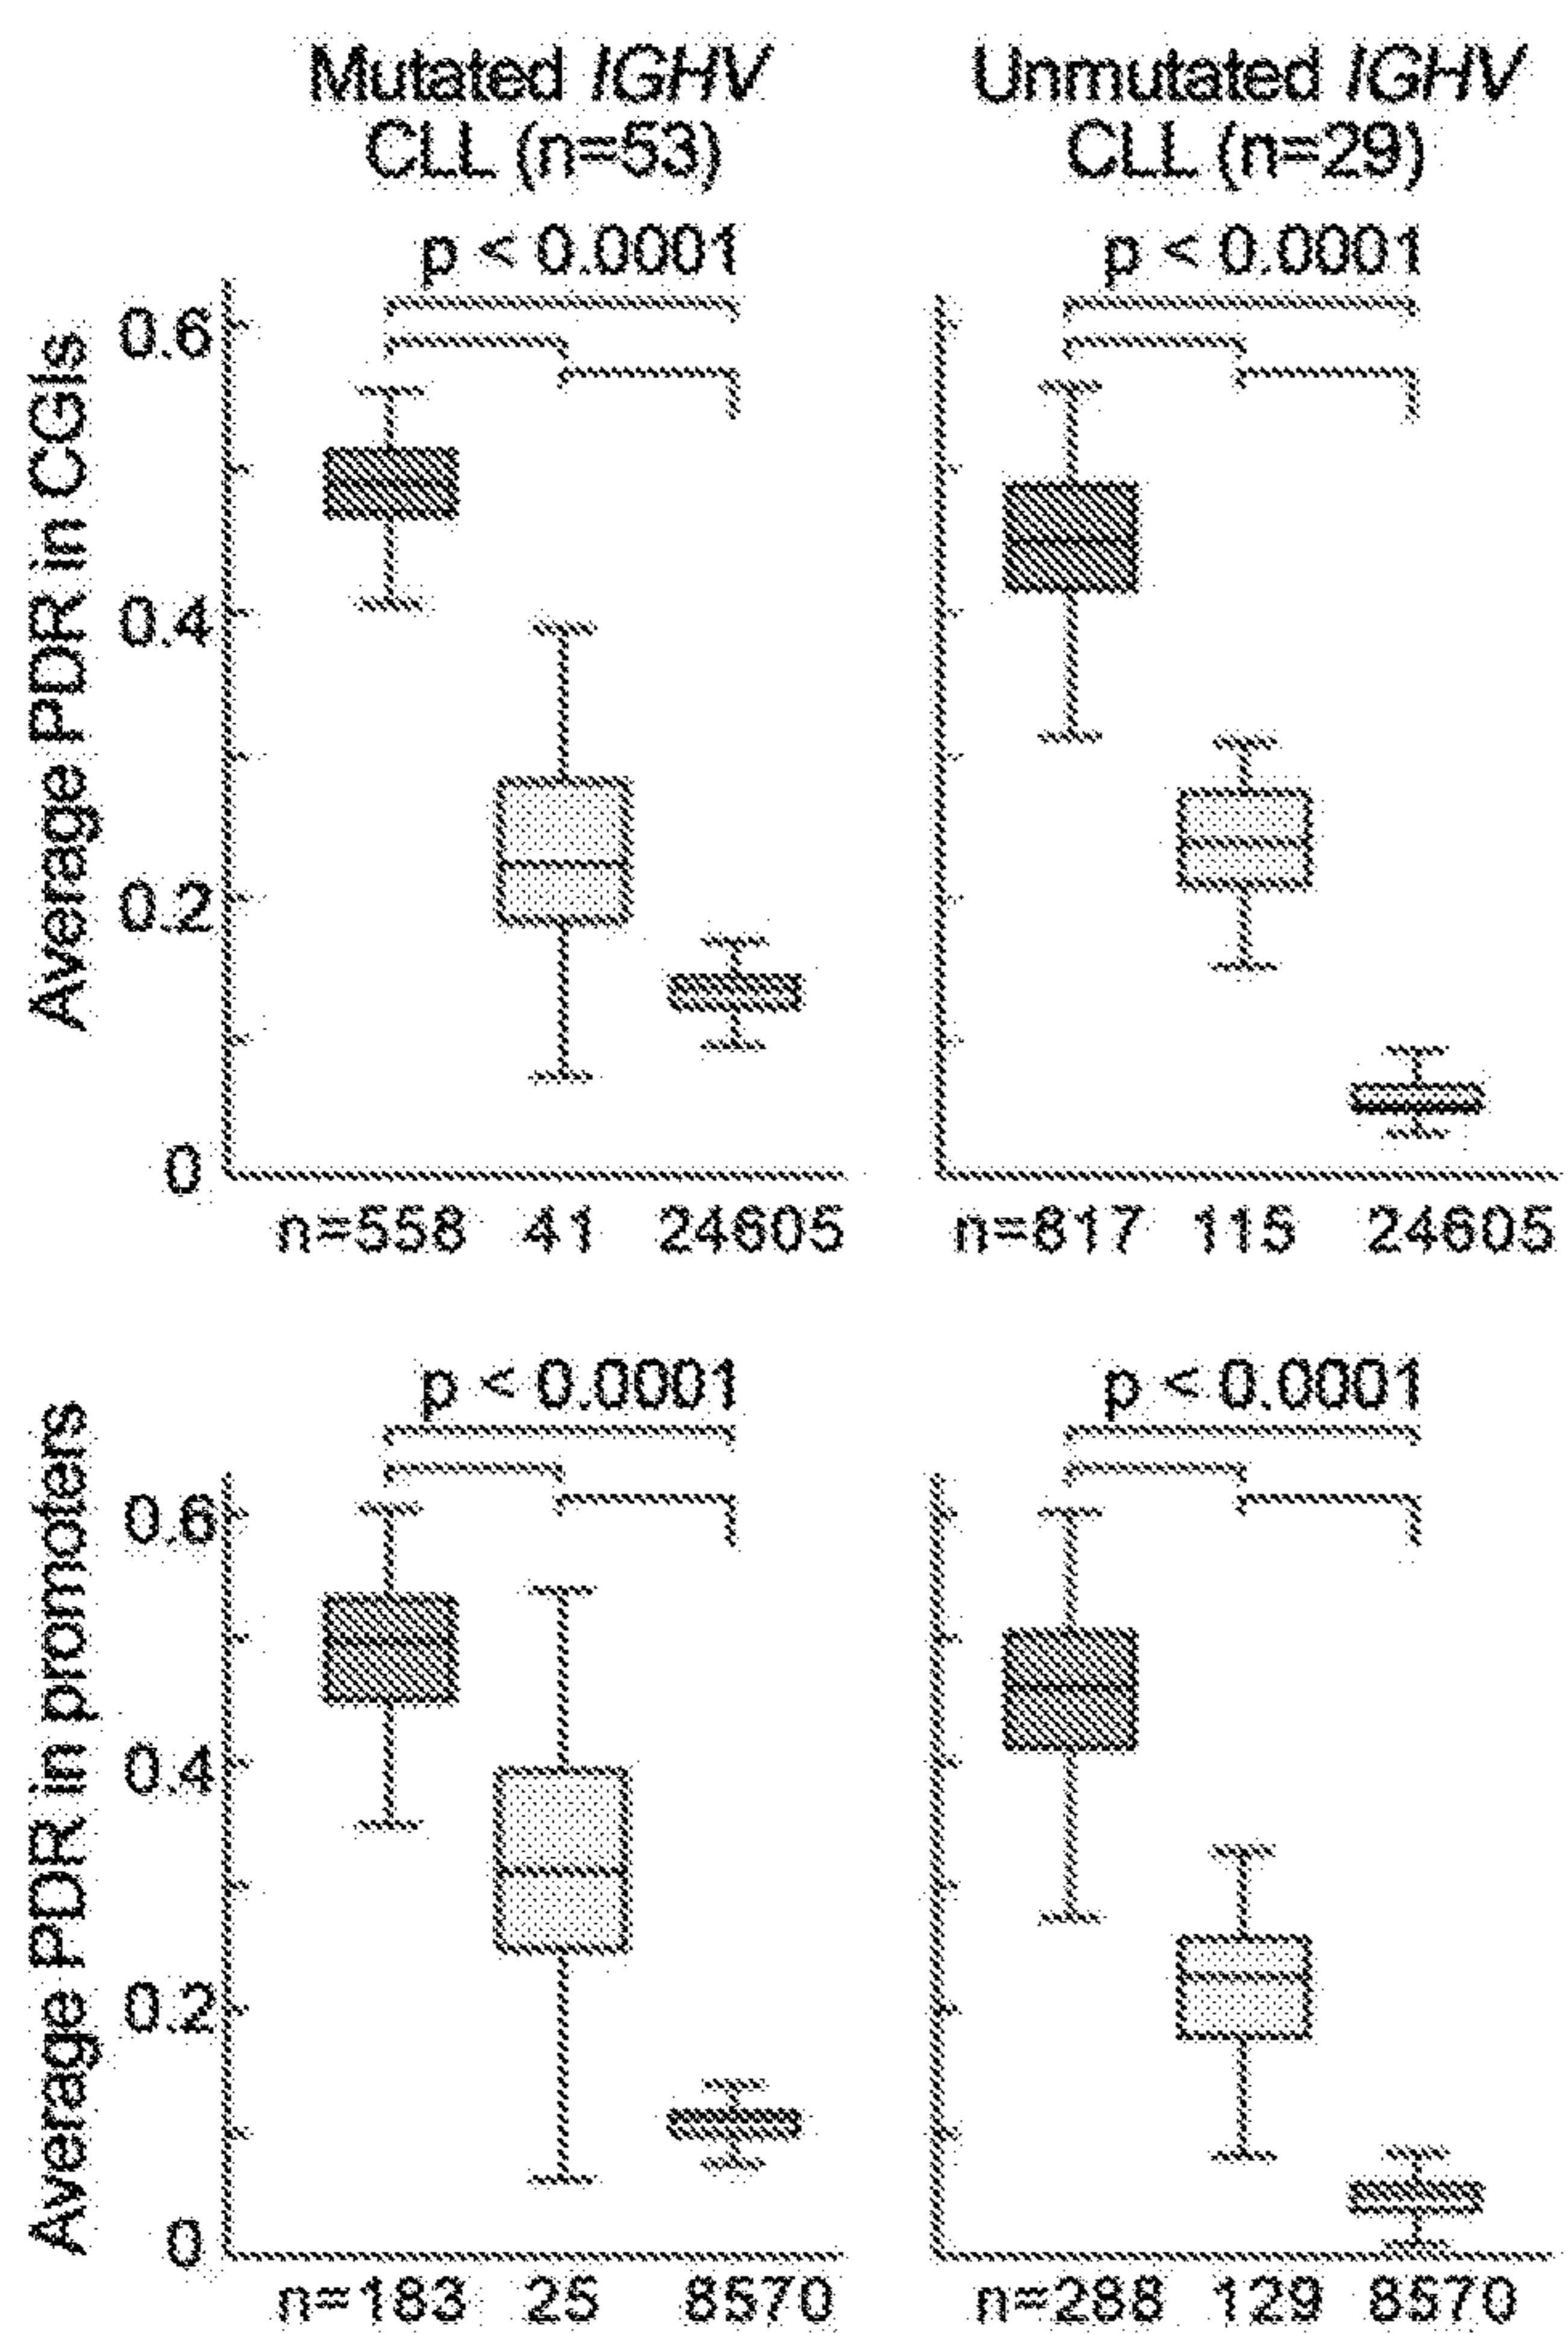 Mutated IGHV
CLL (n=53)
Unmutated IGHV
CLL (n=29)
p < 0.0001
p < 0.0001
Average PDR in CGIs
0.6
0.4
0.2
0
n=558 41 24605
n=817 115 24605
p < 0.0001
p < 0.0001
Average PDR in promoters
0.6
0.4
0.2
0
n=183 25 8570
n=288 129 8570